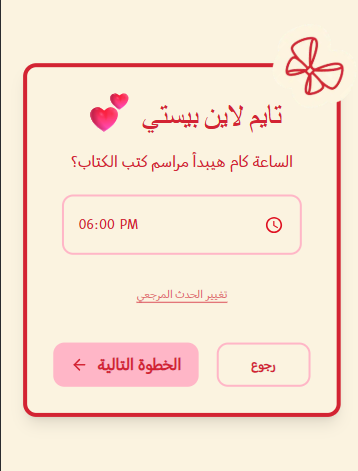 تايم لاين بيستي 💕
الساعة كام هيبدأ مراسم كتب الكتاب؟
06:00 PM
تغيير الحدث المرجعي
رجوع
الخطوة التالية ←